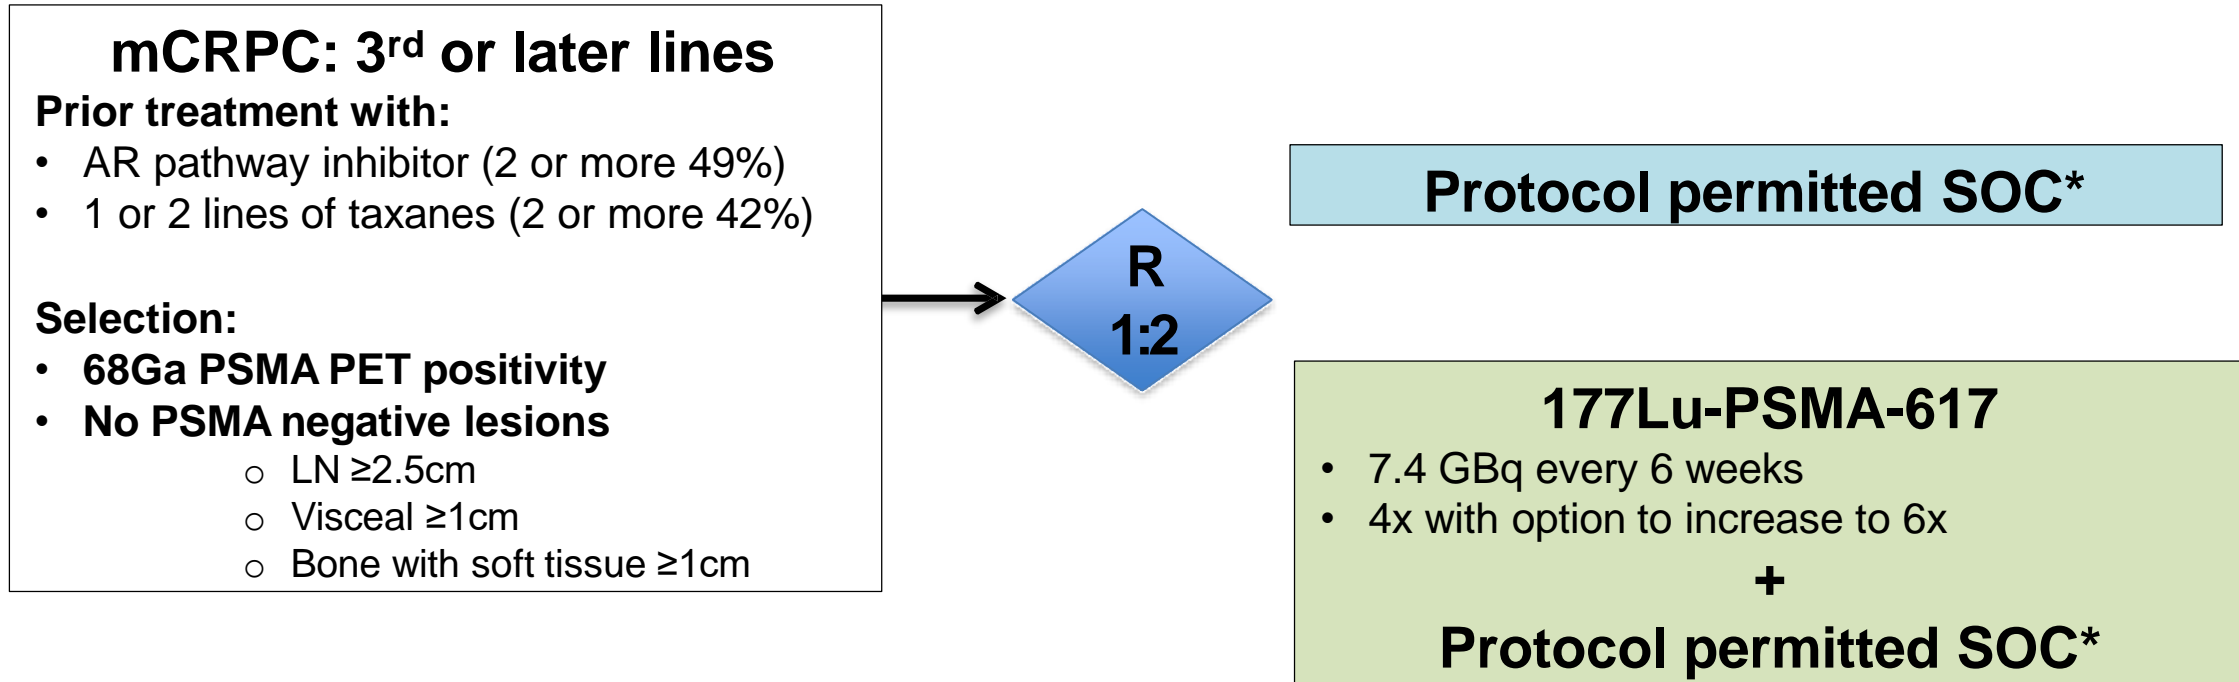 mCRPC: 3rd or later lines
Prior treatment with:
• AR pathway inhibitor (2 or more 49%)
• 1 or 2 lines of taxanes (2 or more 42%)
Selection:
• 68Ga PSMA PET positivity
• No PSMA negative lesions
o LN ≥2.5cm
o Visceal ≥1cm
o Bone with soft tissue ≥1cm
R
1:2
Protocol permitted SOC*
177Lu-PSMA-617
• 7.4 GBq every 6 weeks
• 4x with option to increase to 6x
+
Protocol permitted SOC*